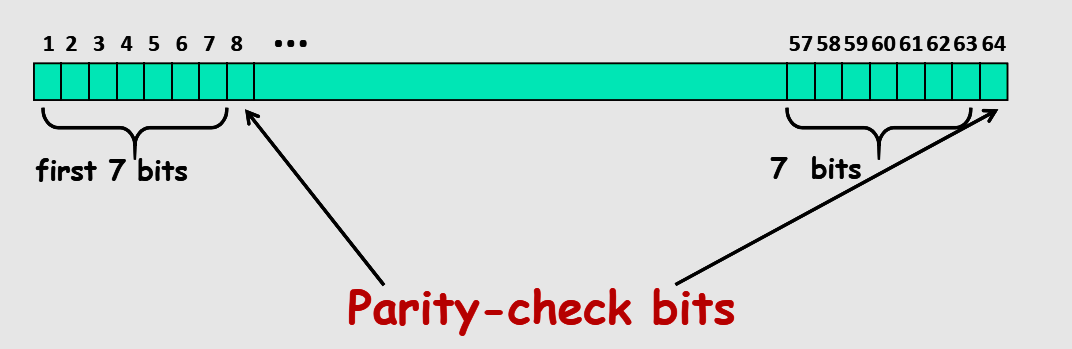 1 2 3 4 5 6 7 8 ... 57 58 59 60 61 62 63 64
first 7 bits 7 bits
Parity-check bits